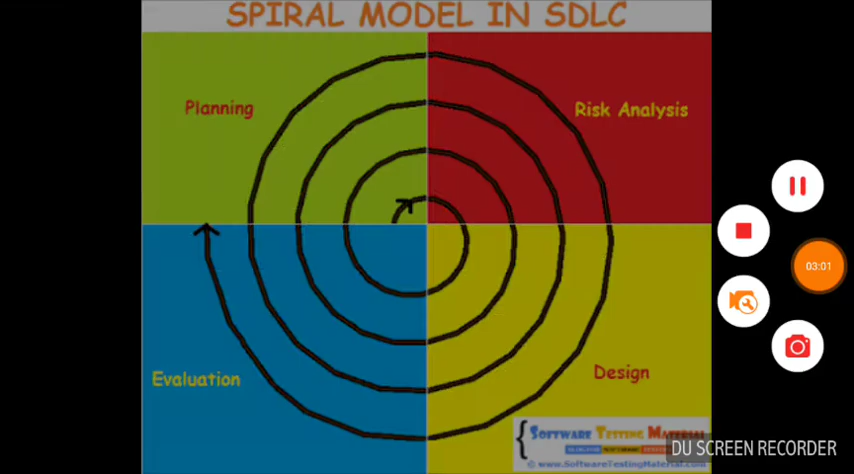 SPIRAL MODEL IN SDLC
Planning
Risk Analysis
03:01
Evaluation
Design
SOFTWARE TESTING MATERIAL
DU SCREEN RECORDER
© www.SoftwareTestingMaterial.com